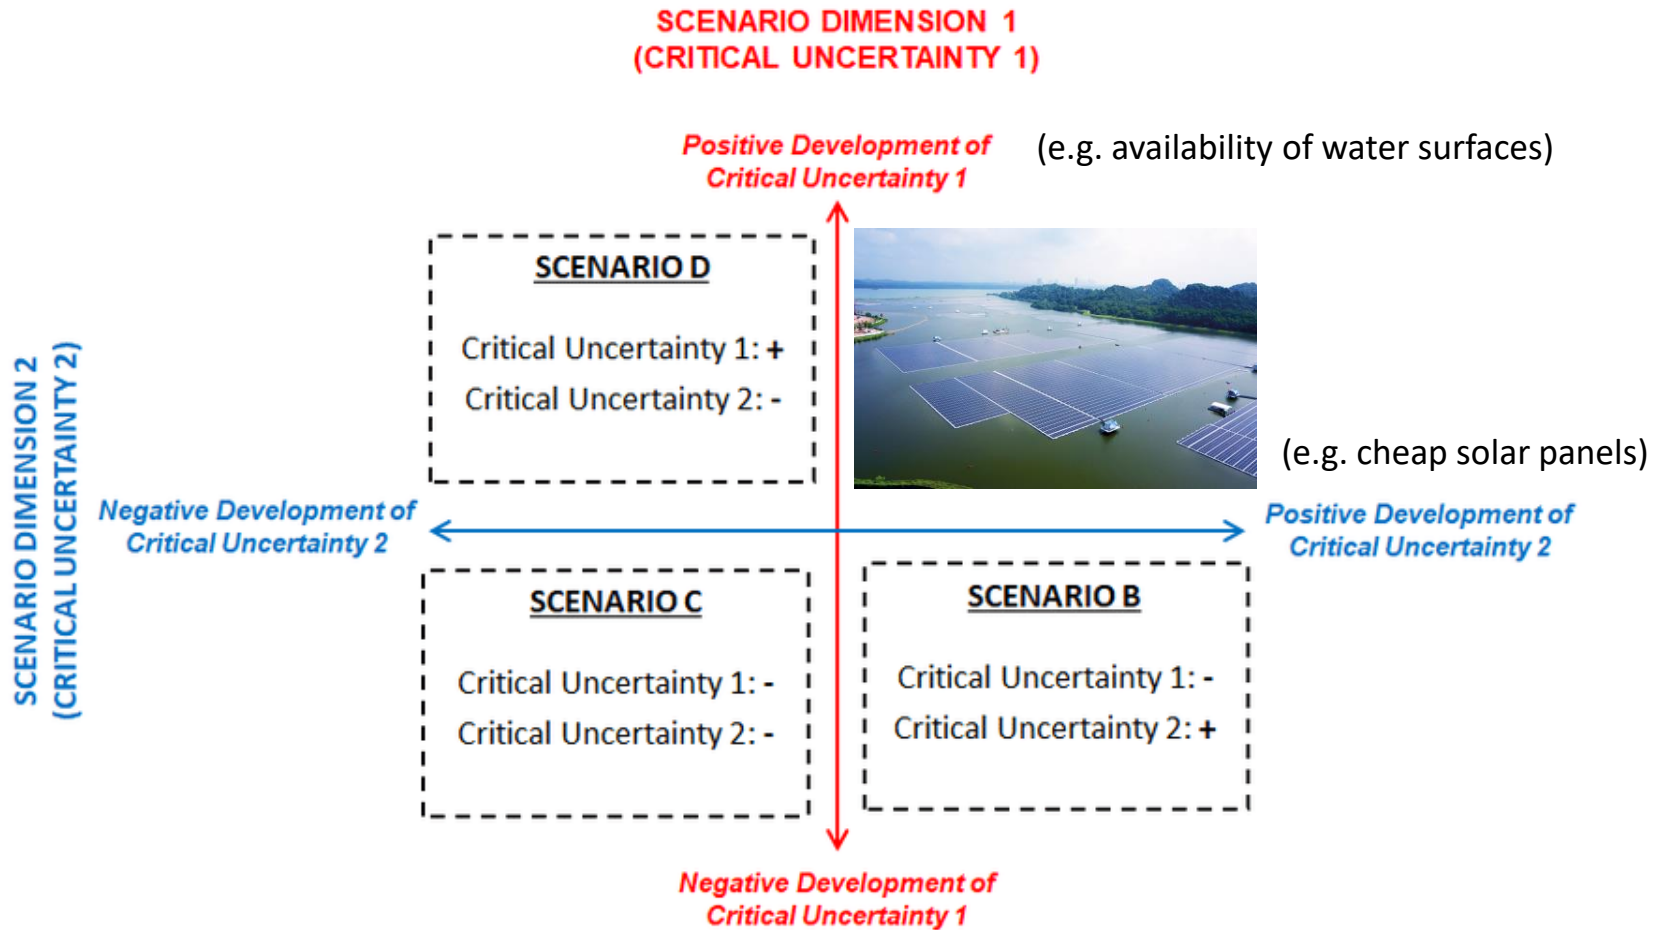 SCENARIO DIMENSION 1
(CRITICAL UNCERTAINTY 1)
Positive Development of
Critical Uncertainty 1
(e.g. availability of water surfaces)
SCENARIO D
Critical Uncertainty 1: +
Critical Uncertainty 2: -
(e.g. cheap solar panels)
SCENARIO DIMENSION 2
(CRITICAL UNCERTAINTY 2)
Negative Development of
Critical Uncertainty 2
Positive Development of
Critical Uncertainty 2
SCENARIO C
Critical Uncertainty 1: -
Critical Uncertainty 2: -
SCENARIO B
Critical Uncertainty 1: -
Critical Uncertainty 2: +
Negative Development of
Critical Uncertainty 1